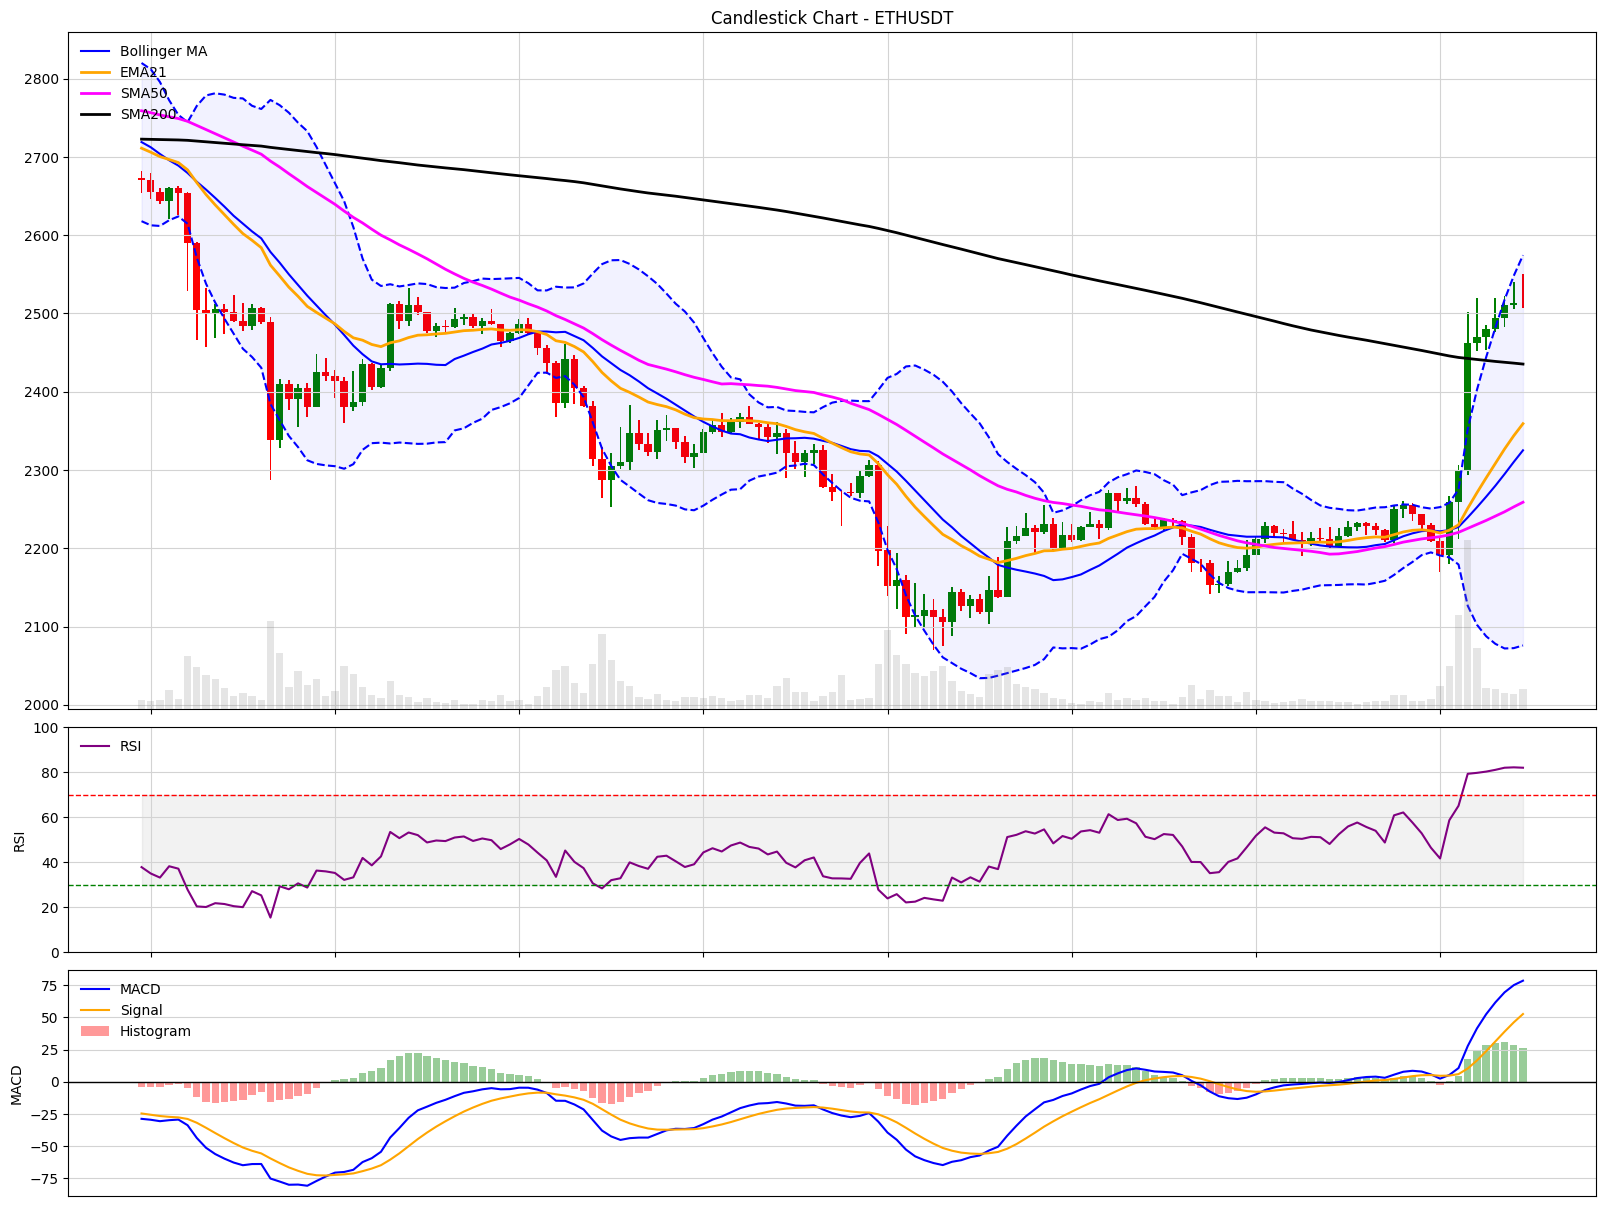 Candlestick Chart - ETHUSDT
Bollinger MA
EMA21
SMA50
SMA200
2800
2700
2600
2500
2400
2300
2200
2100
2000
RSI
100
80
60
40
20
0
RSI
MACD
Signal
Histogram
75
50
25
0
−25
−50
−75
MACD